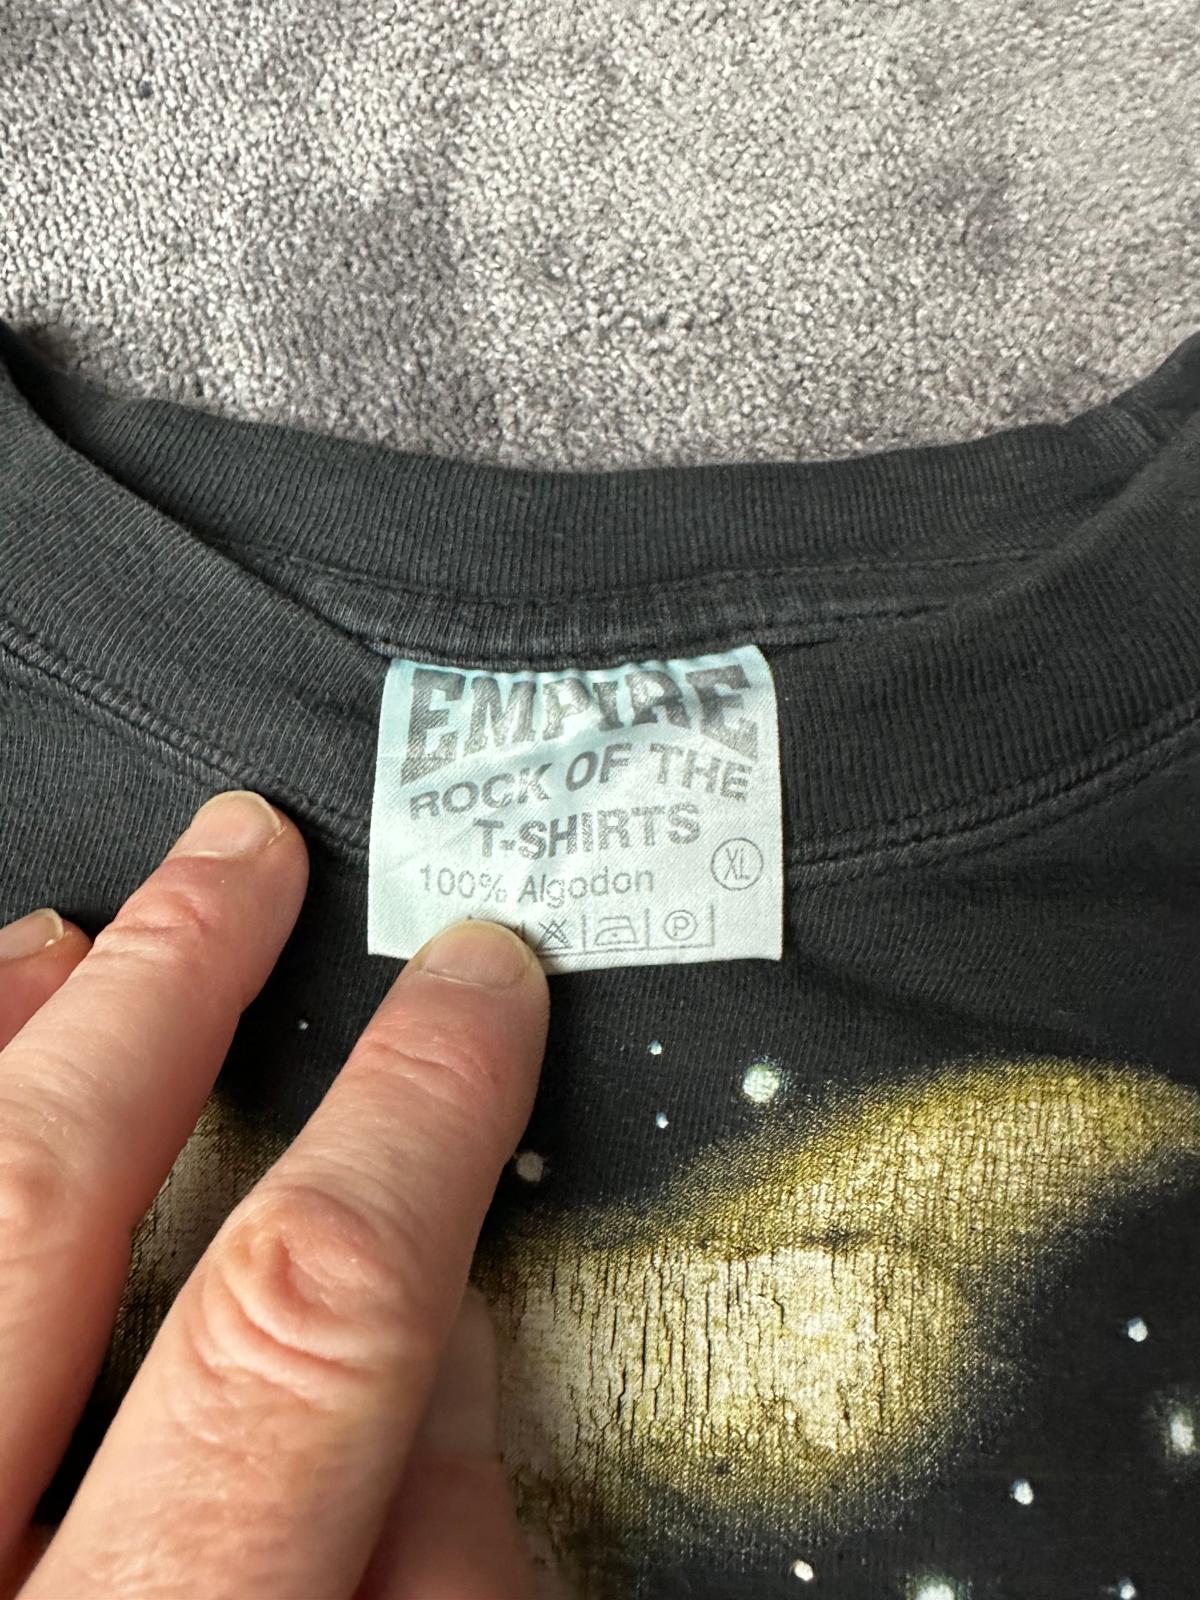 EMPIRE
ROCK OF THE
T-SHIRTS
100% Algodon XL
P